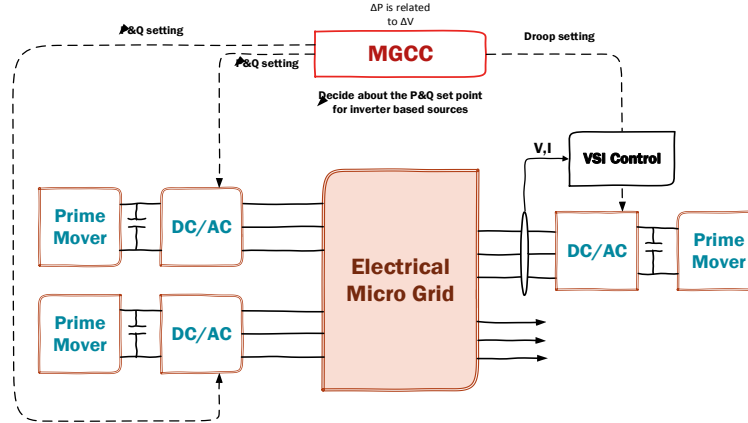 ΔP is related
to ΔV
P&Q setting
MGCC
Droop setting
P&Q setting
Decide about the P&Q set point
for inverter based sources
V,I
VSI Control
Prime
Mover
DC/AC
Electrical
Micro Grid
DC/AC
Prime
Mover
Prime
Mover
DC/AC